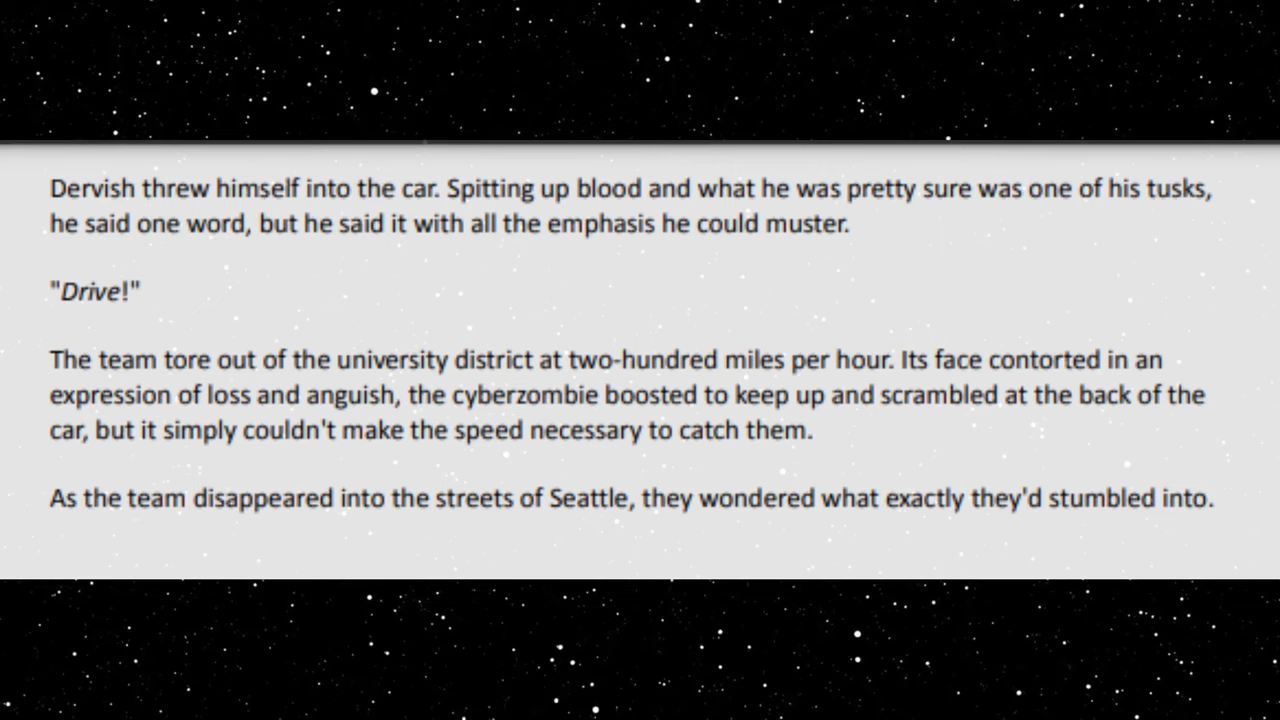 Dervish threw himself into the car. Spitting up blood and what he was pretty sure was one of his tusks,
he said one word, but he said it with all the emphasis he could muster.
"Drive!"
The team tore out of the university district at two-hundred miles per hour. Its face contorted in an
expression of loss and anguish, the cyberzombie boosted to keep up and scrambled at the back of the
car, but it simply couldn't make the speed necessary to catch them.
As the team disappeared into the streets of Seattle, they wondered what exactly they'd stumbled into.